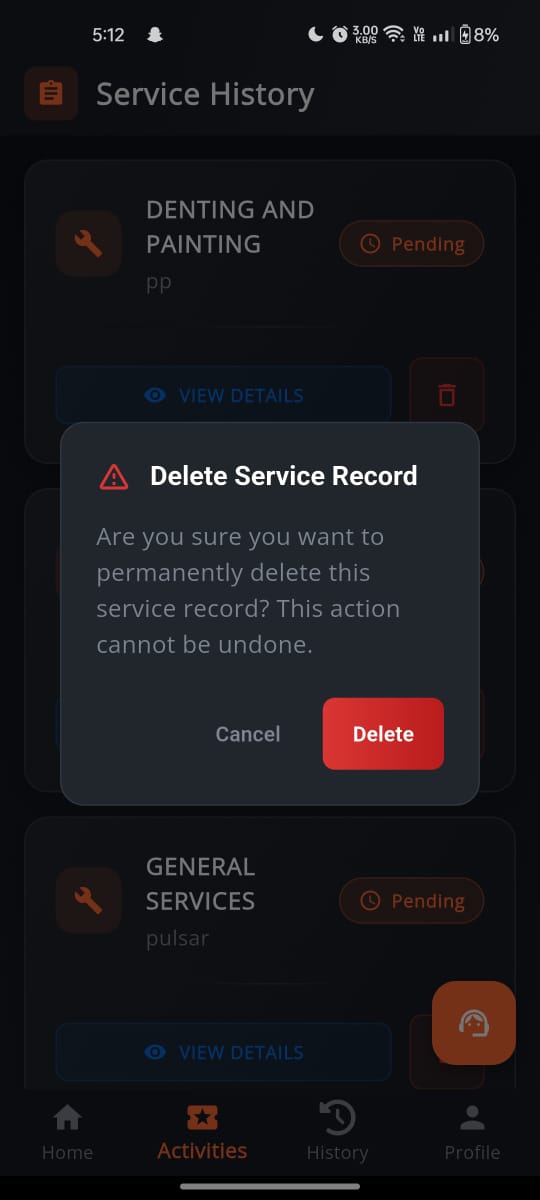 5:12
3.00
KB/S
Vo
LTE
8%
Service History
DENTING AND
PAINTING
Pending
pp
VIEW DETAILS
Delete Service Record
Are you sure you want to
permanently delete this
service record? This action
cannot be undone.
Cancel
Delete
GENERAL
SERVICES
Pending
pulsar
VIEW DETAILS
Home
Activities
History
Profile